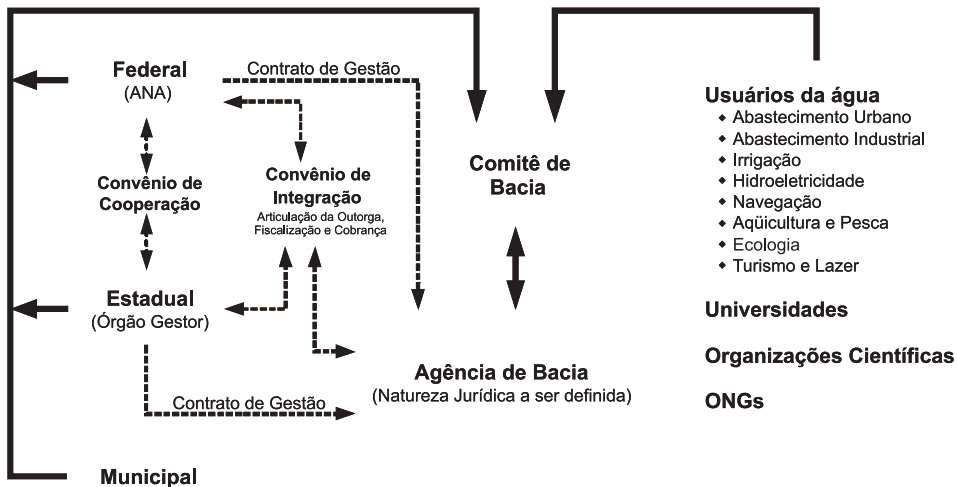 Federal
(ANA)
Contrato de Gestão
Convênio de
Cooperação
Convênio de
Integração
Articulação da Outorga,
Fiscalização e Cobrança
Estadual
(Órgão Gestor)
Contrato de Gestão
Municipal
Comitê de
Bacia
Agência de Bacia
(Natureza Jurídica a ser definida)
Usuários da água
◆ Abastecimento Urbano
◆ Abastecimento Industrial
◆ Irrigação
◆ Hidroeletricidade
◆ Navegação
◆ Aqüicultura e Pesca
◆ Ecologia
◆ Turismo e Lazer
Universidades
Organizações Científicas
ONGs